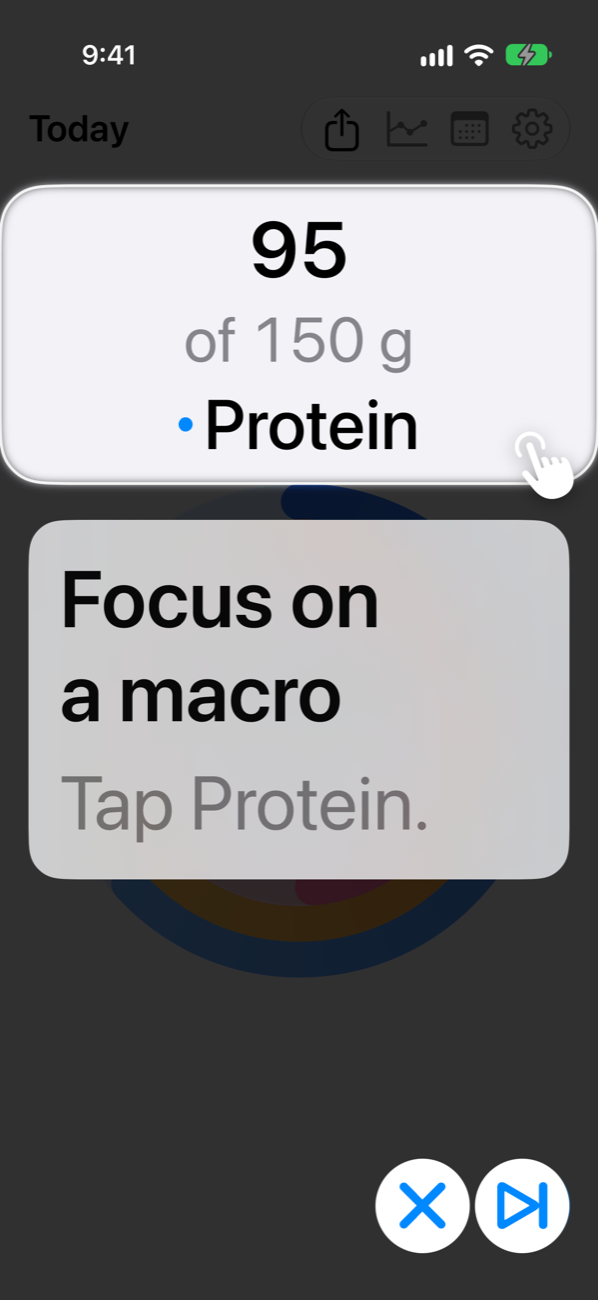 9:41
Today
95
of 150 g
Protein
Focus on
a macro
Tap Protein.